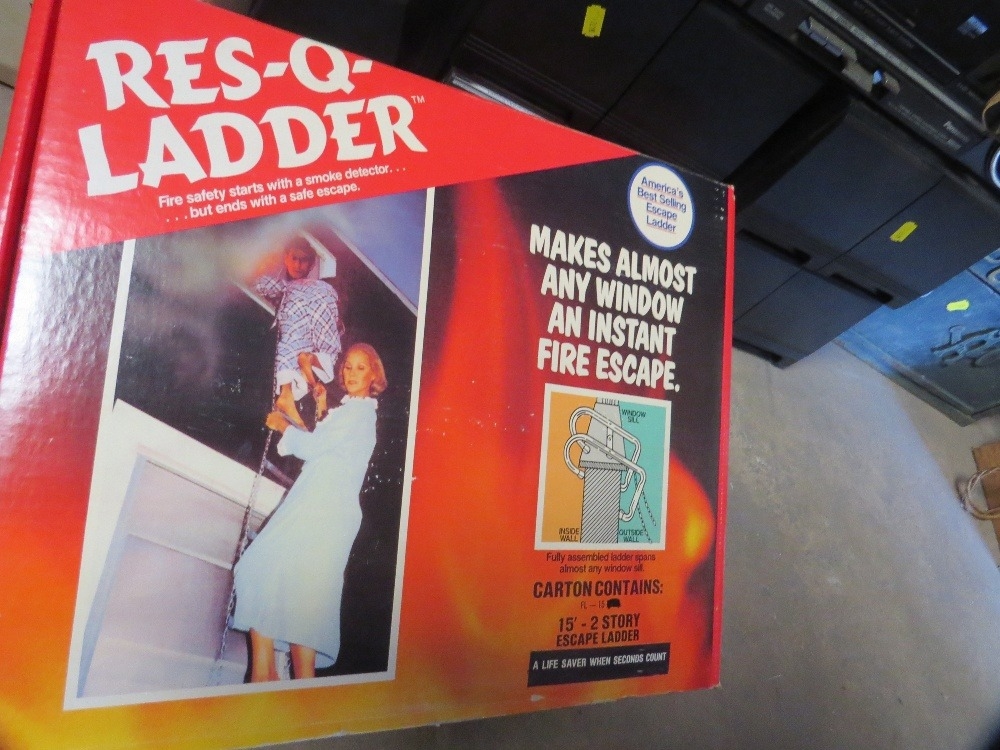 RES-Q-
LADDER™
Fire safety starts with a smoke detector. . .
. . . but ends with a safe escape.
America's
Best Selling
Escape
Ladder
MAKES ALMOST
ANY WINDOW
AN INSTANT
FIRE ESCAPE.
WINDOW
SILL
INSIDE
WALL
OUTSIDE
WALL
Fully assembled ladder spans
almost any window sill.
CARTON CONTAINS:
FL - 15
15' - 2 STORY
ESCAPE LADDER
A LIFE SAVER WHEN SECONDS COUNT